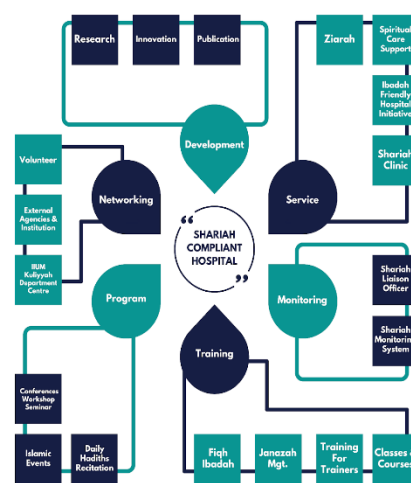 Research
Innovation
Publication
Ziarah
Spiritual
Care
Support
Ibadah
Friendly
Hospital
Initiative
Shariah
Clinic
Development
Volunteer
External
Agencies &
Institution
IIUM
Kuliyyah
Department
Centre
Networking
Service
“
SHARIAH
COMPLIANT
HOSPITAL
”
Program
Monitoring
Shariah
Liaison
Officer
Shariah
Monitoring
System
Training
Conferences
Workshop
Seminar
Islamic
Events
Daily
Hadiths
Recitation
Fiqh
Ibadah
Janazah
Mgt.
Training
For
Trainers
Classes &
Courses